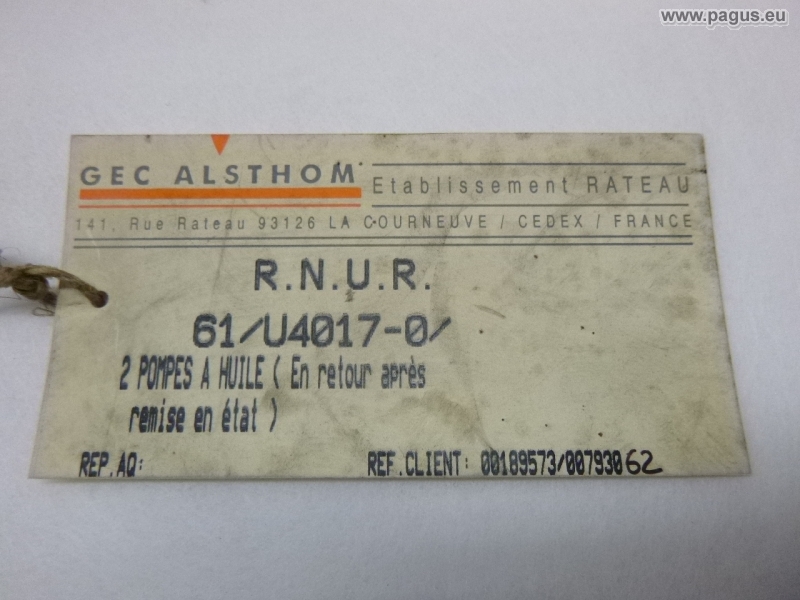 www.pagus.eu
GEC ALSTHOM Etablissement RATEAU
141, Rue Rateau 93126 LA COURNEUVE / CEDEX / FRANCE
R.N.U.R.
61/U4017-0/
2 POMPES A HUILE ( En retour après
remise en état )
REP.AQ: REF.CLIENT: 00189573/00793062